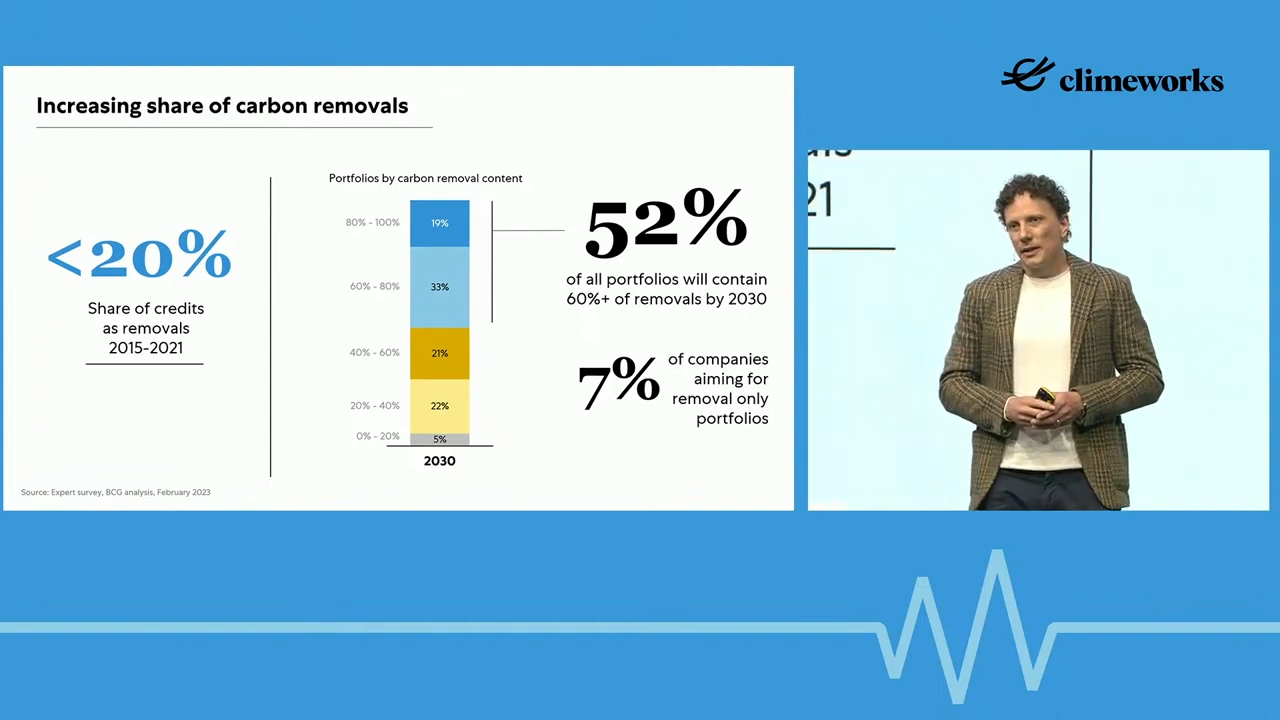 climeworks
Increasing share of carbon removals
<20%
Share of credits
as removals
2015-2021
Portfolios by carbon removal content
80% - 100%
19%
60% - 80%
33%
40% - 60%
21%
20% - 40%
22%
0% - 20%
5%
2030
52%
of all portfolios will contain
60%+ of removals by 2030
7%
of companies
aiming for
removal only
portfolios
Source: Expert survey, BCG analysis, February 2023
21